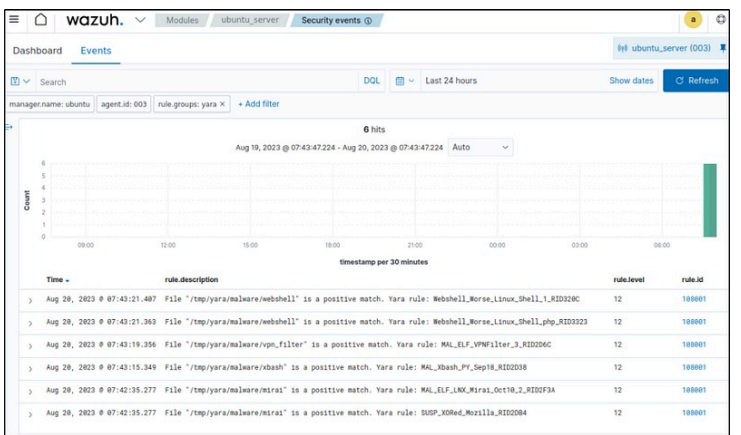 wazuh. Modules ubuntu_server Security events
a
Dashboard Events ubuntu_server (003)
Search DQL Last 24 hours Show dates Refresh
manager.name: ubuntu agent.id: 003 rule.groups: yara × + Add filter
6 hits
Aug 19, 2023 @ 07:43:47.224 - Aug 20, 2023 @ 07:43:47.224 Auto
Count
6
5
4
3
2
1
0
09:00 12:00 15:00 18:00 21:00 00:00 03:00 06:00
timestamp per 30 minutes
Time rule.description rule.level rule.id
Aug 20, 2023 @ 07:43:21.407 File "/tmp/yara/malware/webshell" is a positive match. Yara rule: Webshell_Worse_Linux_Shell_1_RID320C 12 108001
Aug 20, 2023 @ 07:43:21.363 File "/tmp/yara/malware/webshell" is a positive match. Yara rule: Webshell_Worse_Linux_Shell_php_RID3323 12 108001
Aug 20, 2023 @ 07:43:19.356 File "/tmp/yara/malware/vpn_filter" is a positive match. Yara rule: MAL_ELF_VPNFilter_3_RID2D6C 12 108001
Aug 20, 2023 @ 07:43:15.349 File "/tmp/yara/malware/xbash" is a positive match. Yara rule: MAL_Xbash_PY_Sep18_RID2D38 12 108001
Aug 20, 2023 @ 07:42:35.277 File "/tmp/yara/malware/mirai" is a positive match. Yara rule: MAL_ELF_LNX_Mirai_Oct10_2_RID2F3A 12 108001
Aug 20, 2023 @ 07:42:35.277 File "/tmp/yara/malware/mirai" is a positive match. Yara rule: SUSP_XORed_Mozilla_RID2DB4 12 108001